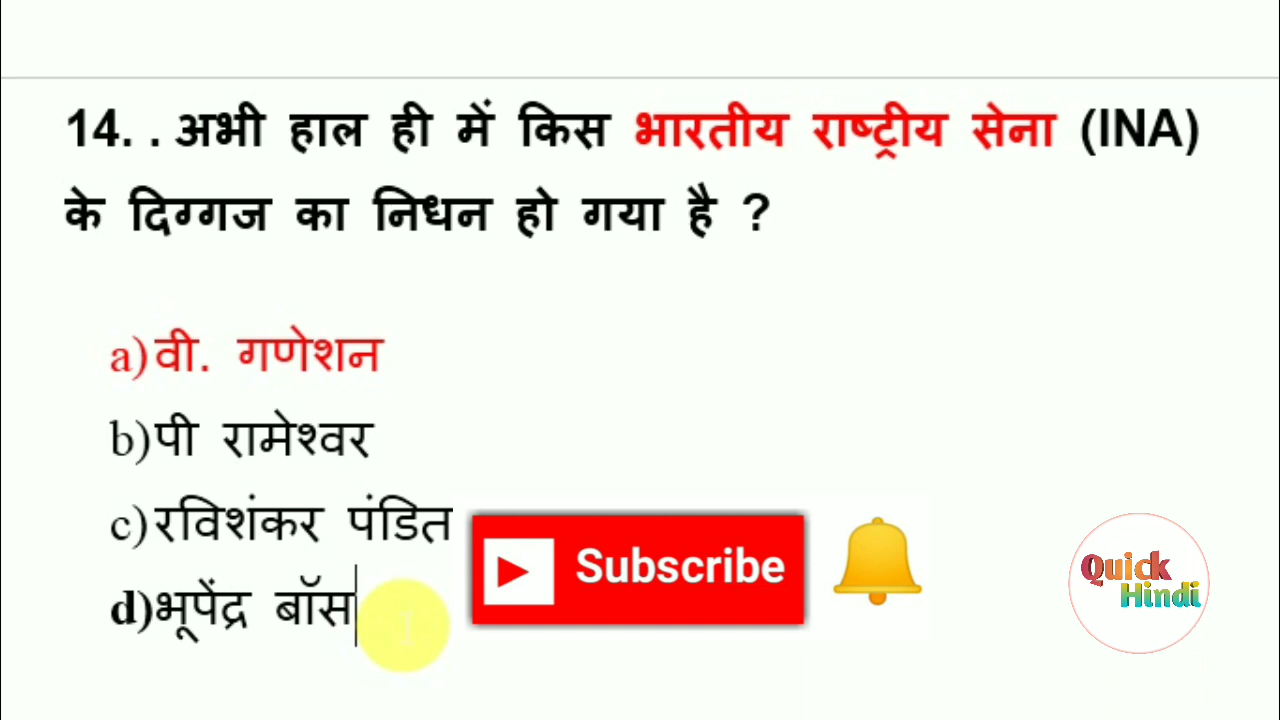 14. . अभी हाल ही में किस भारतीय राष्ट्रीय सेना (INA)
के दिग्गज का निधन हो गया है ?
a)वी. गणेशन
b)पी रामेश्वर
c)रविशंकर पंडित
d)भूपेंद्र बॉस
Subscribe
Quick
Hindi